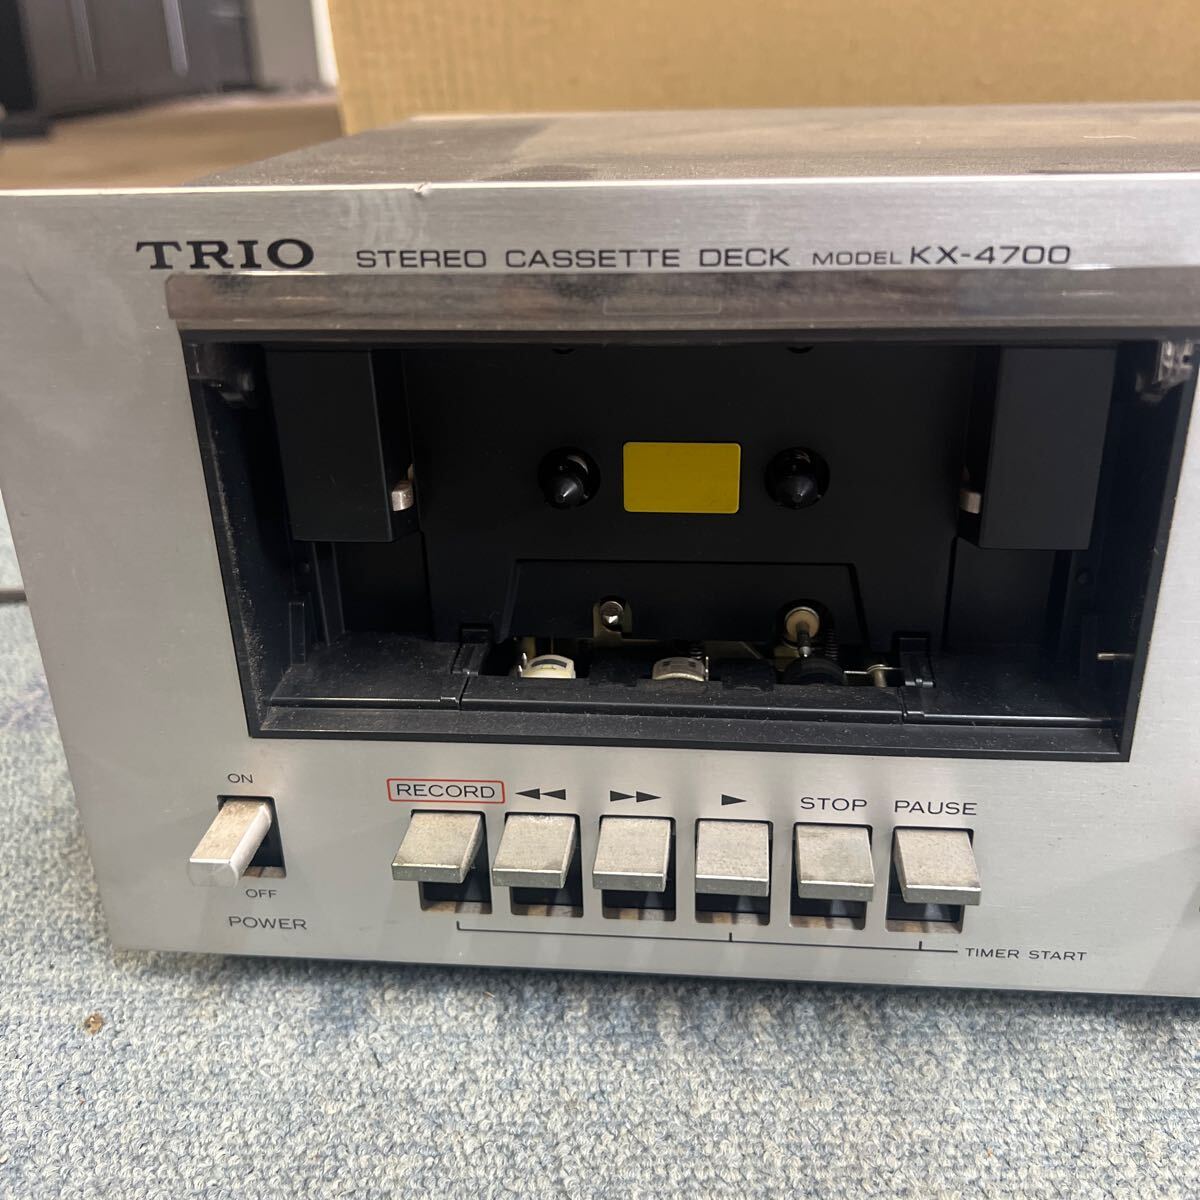 TRIO STEREO CASSETTE DECK MODEL KX-4700
ON
RECORD ◀◀ ▶▶ ▶ STOP PAUSE
OFF
POWER
TIMER START